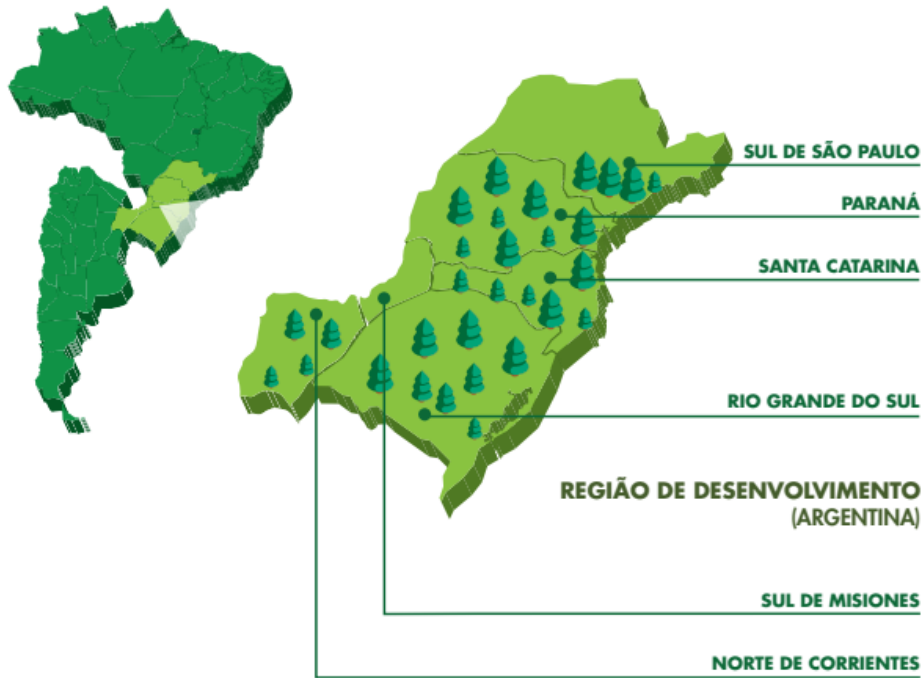 SUL DE SÃO PAULO
PARANÁ
SANTA CATARINA
RIO GRANDE DO SUL
REGIÃO DE DESENVOLVIMENTO
(ARGENTINA)
SUL DE MISIONES
NORTE DE CORRIENTES